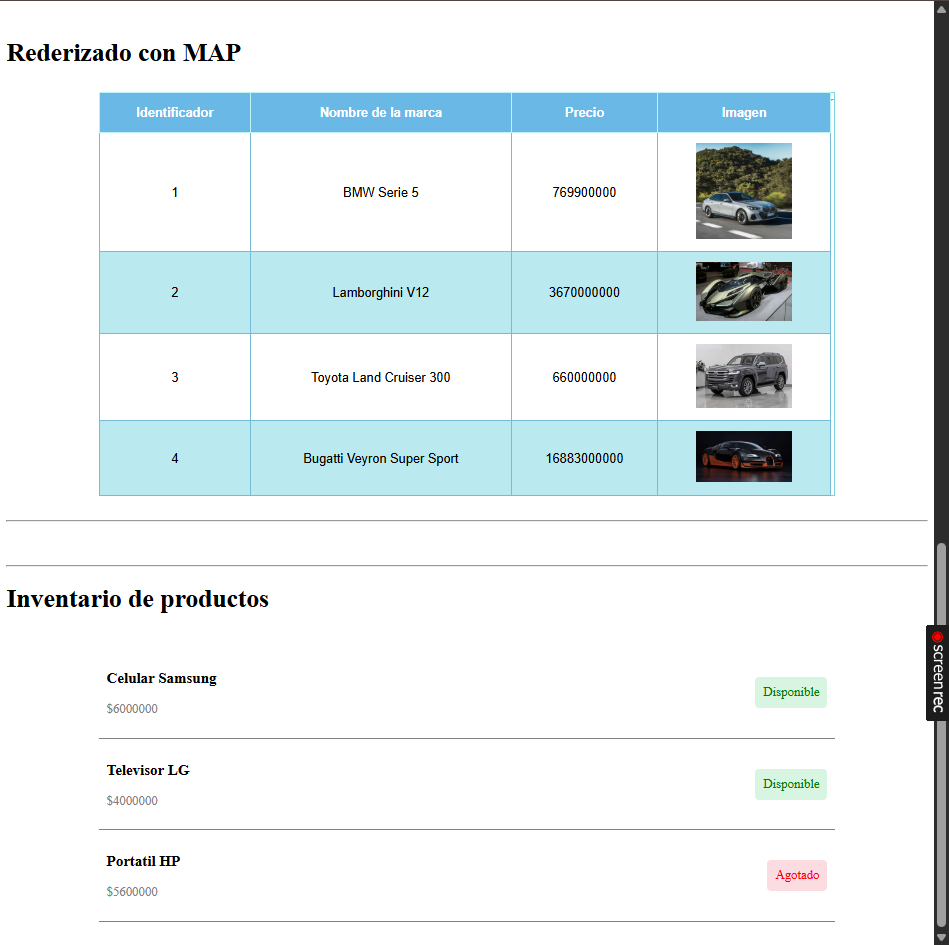 Rederizado con MAP
Identificador Nombre de la marca Precio Imagen
1 BMW Serie 5 769900000
2 Lamborghini V12 3670000000
3 Toyota Land Cruiser 300 660000000
4 Bugatti Veyron Super Sport 16883000000
Inventario de productos
Celular Samsung
Disponible
$6000000
Televisor LG
Disponible
$4000000
Portatil HP
Agotado
$5600000
screenrec